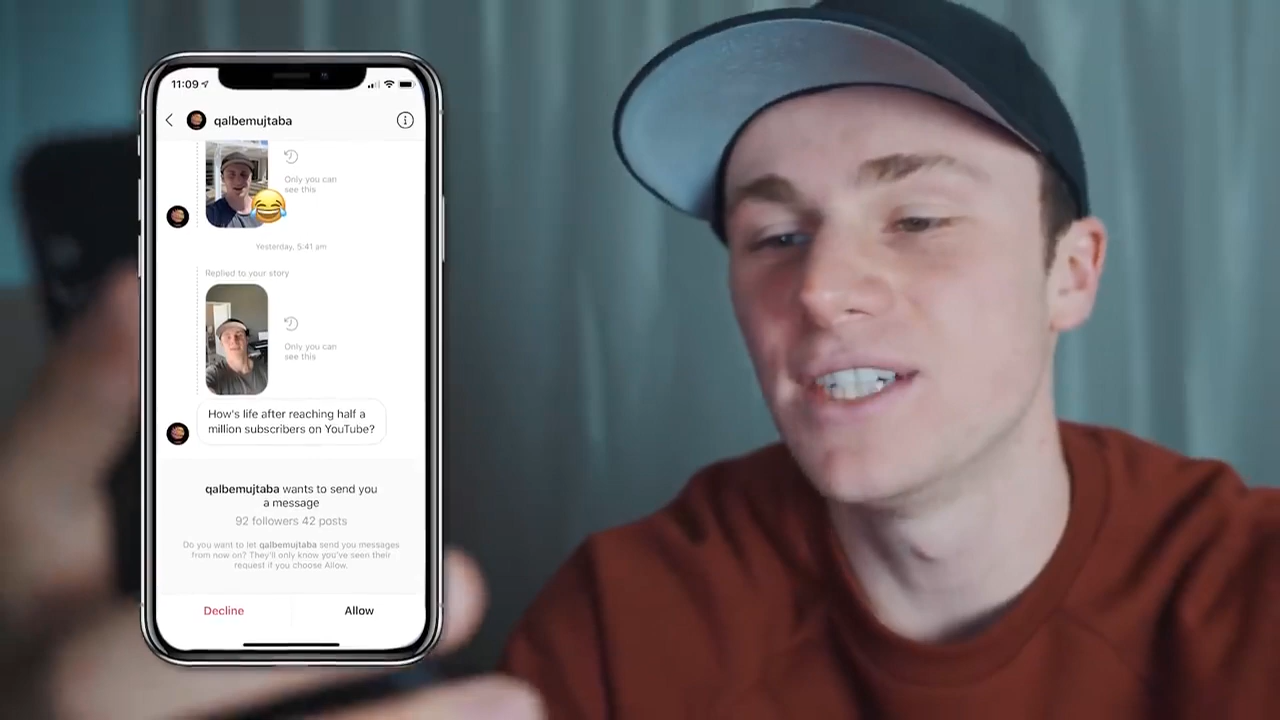 11:09
qalbemujtaba
Only you can
see this
Yesterday, 5:41 am
Replied to your story
Only you can
see this
How's life after reaching half a
million subscribers on YouTube?
qalbemujtaba wants to send you
a message
92 followers 42 posts
Do you want to let qalbemujtaba send you messages
from now on? They'll only know you've seen their
request if you choose Allow.
Decline
Allow